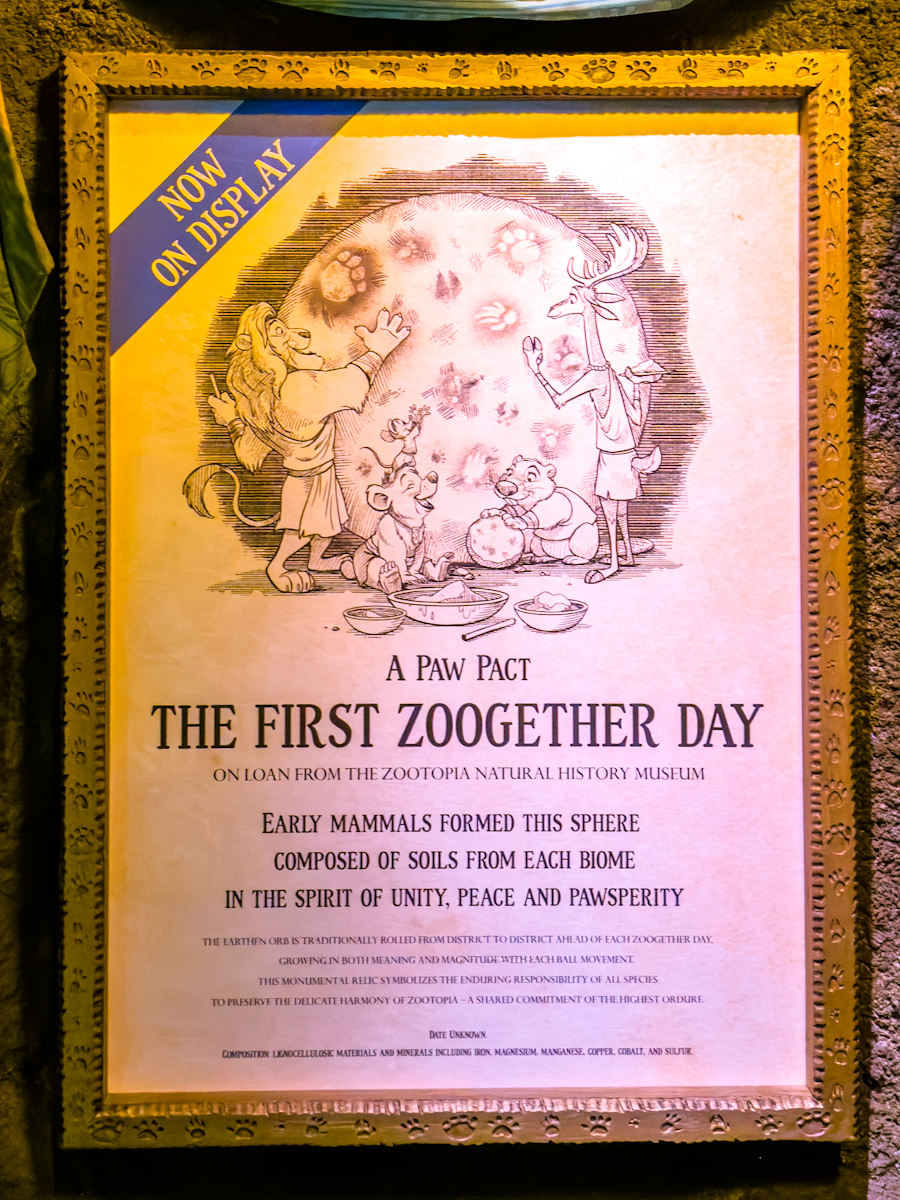 NOW
ON DISPLAY
A PAW PACT
THE FIRST ZOOGETHER DAY
ON LOAN FROM THE ZOOTOPIA NATURAL HISTORY MUSEUM
EARLY MAMMALS FORMED THIS SPHERE
COMPOSED OF SOILS FROM EACH BIOME
IN THE SPIRIT OF UNITY, PEACE AND PAWSPERITY
THE EARTHEN ORB IS TRADITIONALLY ROLLED FROM DISTRICT TO DISTRICT AHEAD OF EACH ZOOGETHER DAY,
GROWING IN BOTH MEANING AND MAGNITUDE WITH EACH BALL MOVEMENT.
THIS MONUMENTAL RELIC SYMBOLIZES THE ENDURING RESPONSIBILITY OF ALL SPECIES
TO PRESERVE THE DELICATE HARMONY OF ZOOTOPIA – A SHARED COMMITMENT OF THE HIGHEST ORDURE.
DATE UNKNOWN.
COMPOSITION: LIGNOCELLULOSIC MATERIALS AND MINERALS INCLUDING IRON, MAGNESIUM, MANGANESE, COPPER, COBALT, AND SULFUR.